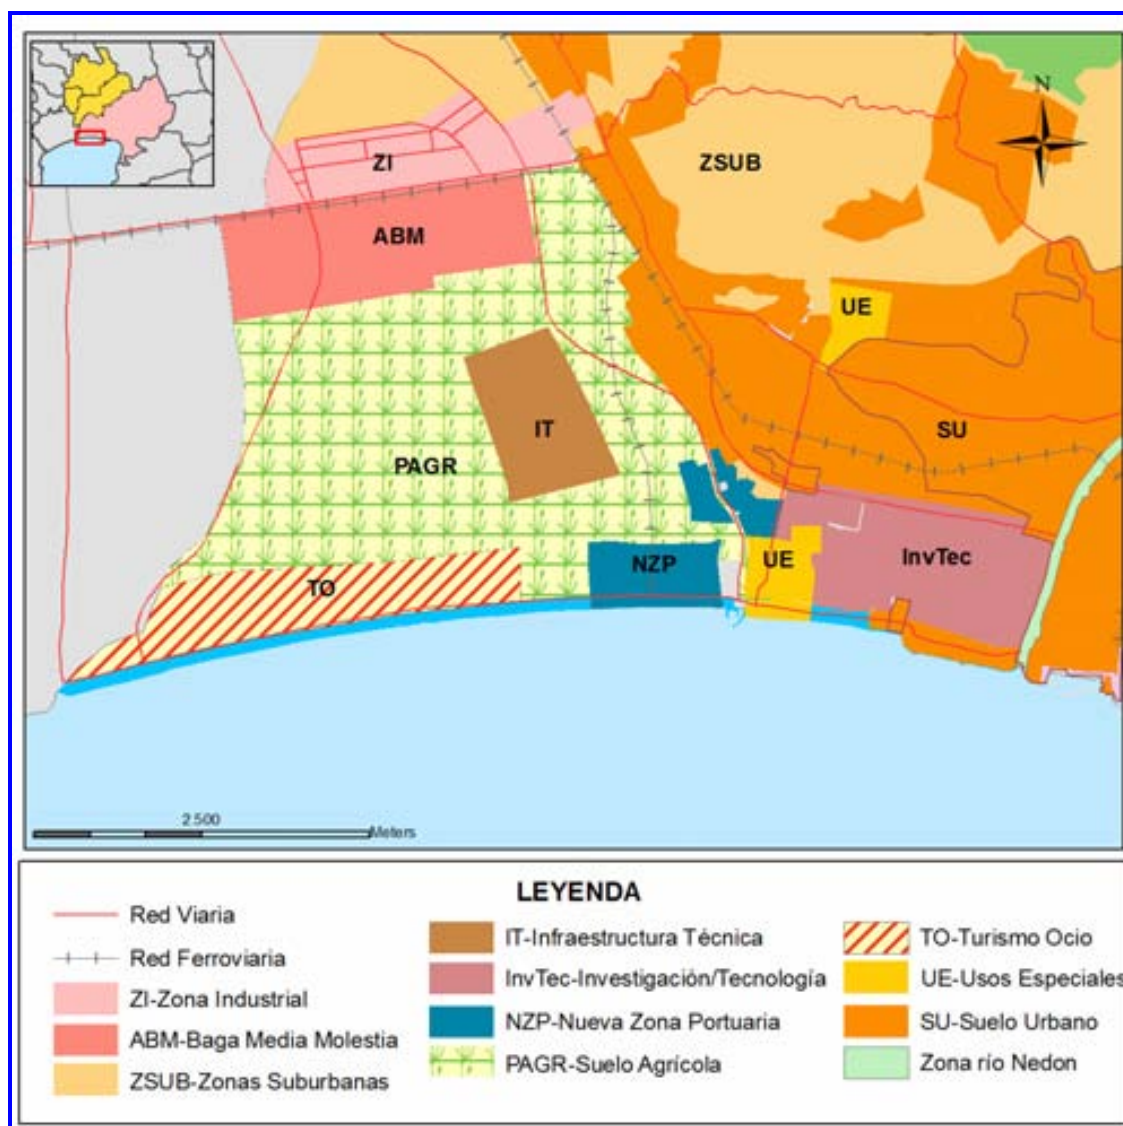 N
ZI
ZSUB
ABM
UE
IT
SU
PAGR
NZP
UE
InvTec
TO
2.500
Meters
LEYENDA
Red Viaria
Red Ferroviaria
ZI-Zona Industrial
ABM-Baga Media Molestia
ZSUB-Zonas Suburbanas
IT-Infraestructura Técnica
InvTec-Investigación/Tecnología
NZP-Nueva Zona Portuaria
PAGR-Suelo Agrícola
TO-Turismo Ocio
UE-Usos Especiales
SU-Suelo Urbano
Zona río Nedon